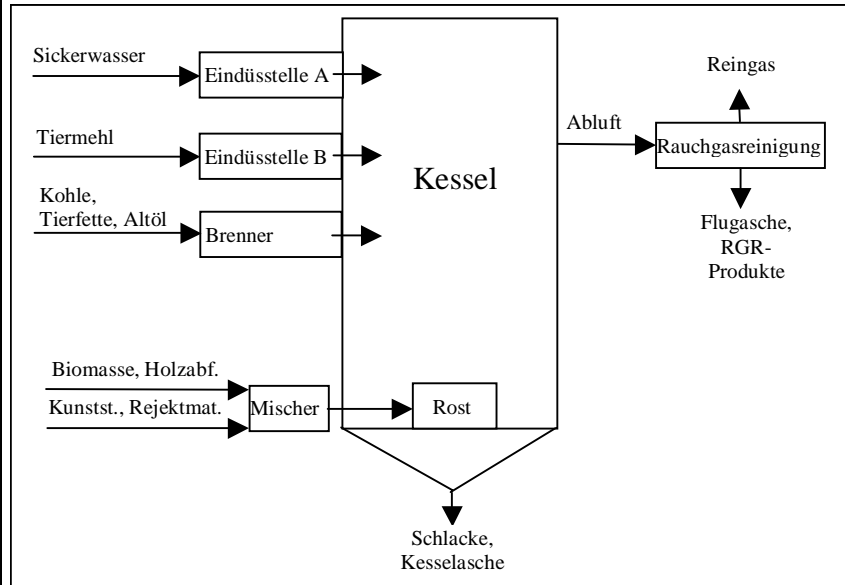 Sickerwasser
Eindüsstelle A
Tiermehl
Eindüsstelle B
Kohle,
Tierfette, Altöl
Brenner
Kessel
Abluft
Reingas
Rauchgasreinigung
Flugasche,
RGR-
Produkte
Biomasse, Holzabf.
Kunstst., Rejektmat.
Mischer
Rost
Schlacke,
Kesselasche